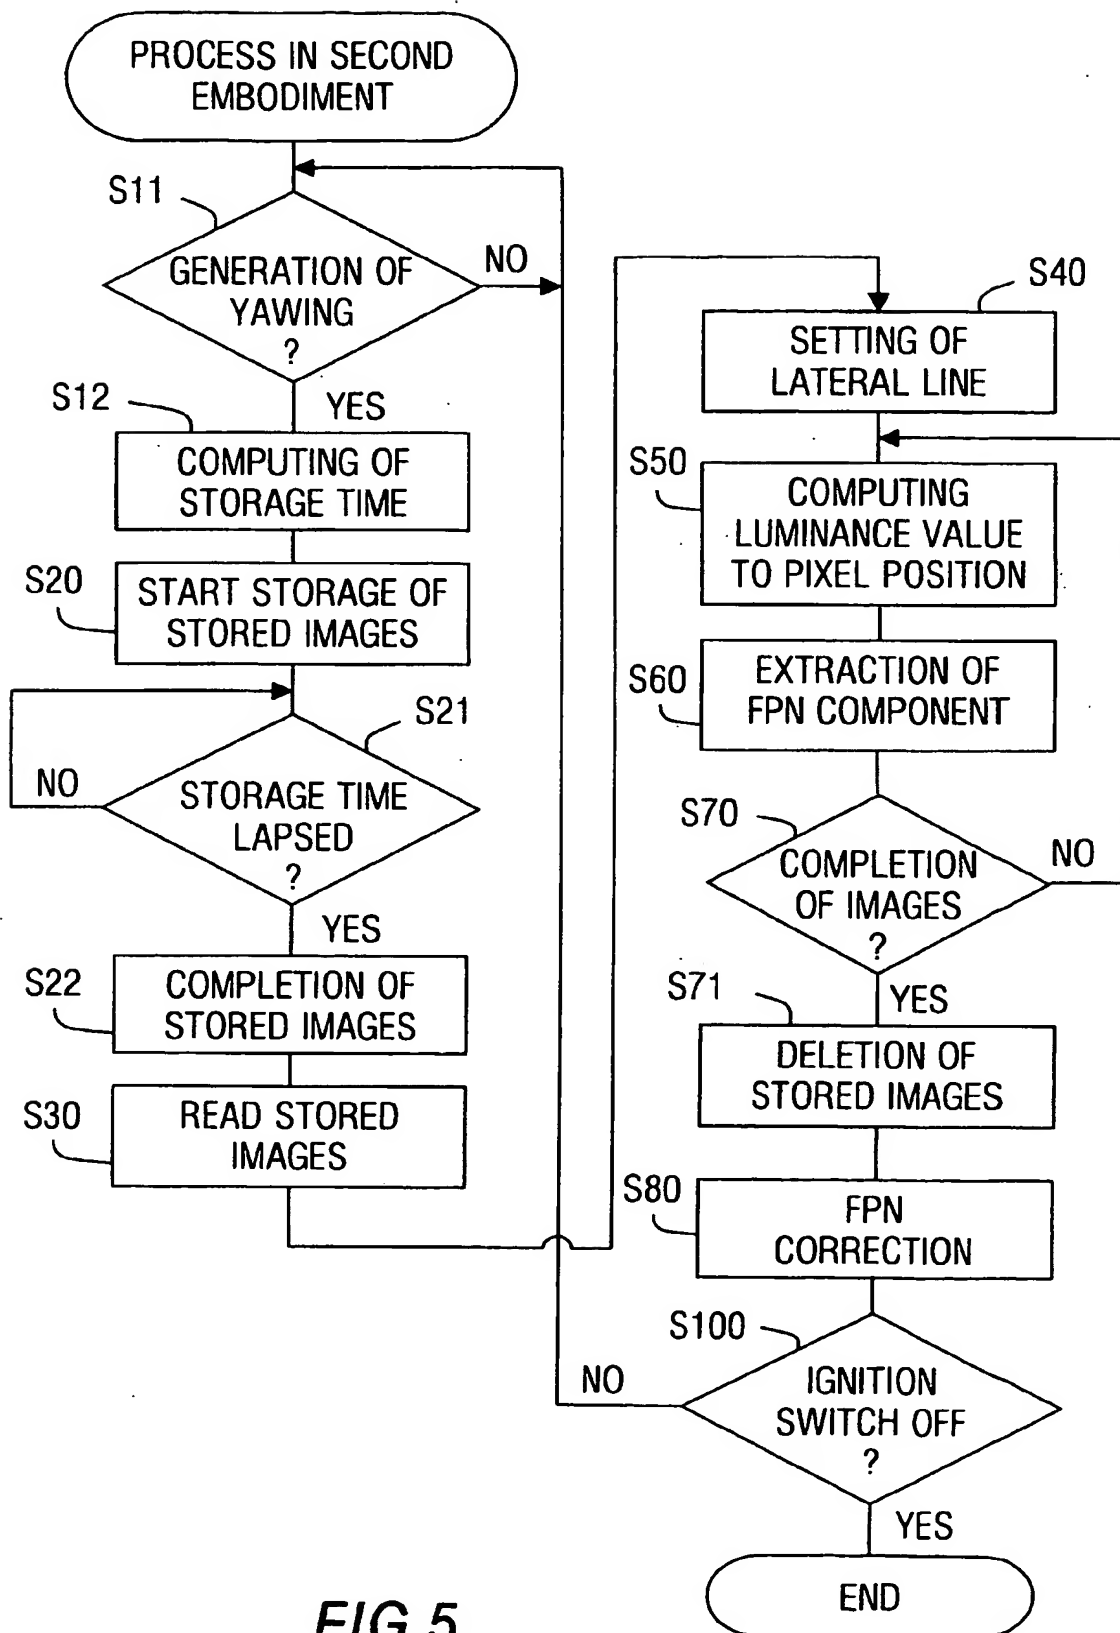 PROCESS IN SECOND
EMBODIMENT
S11
GENERATION OF
YAWING
?
NO
YES
S12
COMPUTING OF
STORAGE TIME
S20
START STORAGE OF
STORED IMAGES
S21
STORAGE TIME
LAPSED
?
NO
YES
S22
COMPLETION OF
STORED IMAGES
S30
READ STORED
IMAGES
S40
SETTING OF
LATERAL LINE
S50
COMPUTING
LUMINANCE VALUE
TO PIXEL POSITION
S60
EXTRACTION OF
FPN COMPONENT
S70
COMPLETION
OF IMAGES
?
NO
YES
S71
DELETION OF
STORED IMAGES
S80
FPN
CORRECTION
S100
IGNITION
SWITCH OFF
?
NO
YES
END
FIG.5